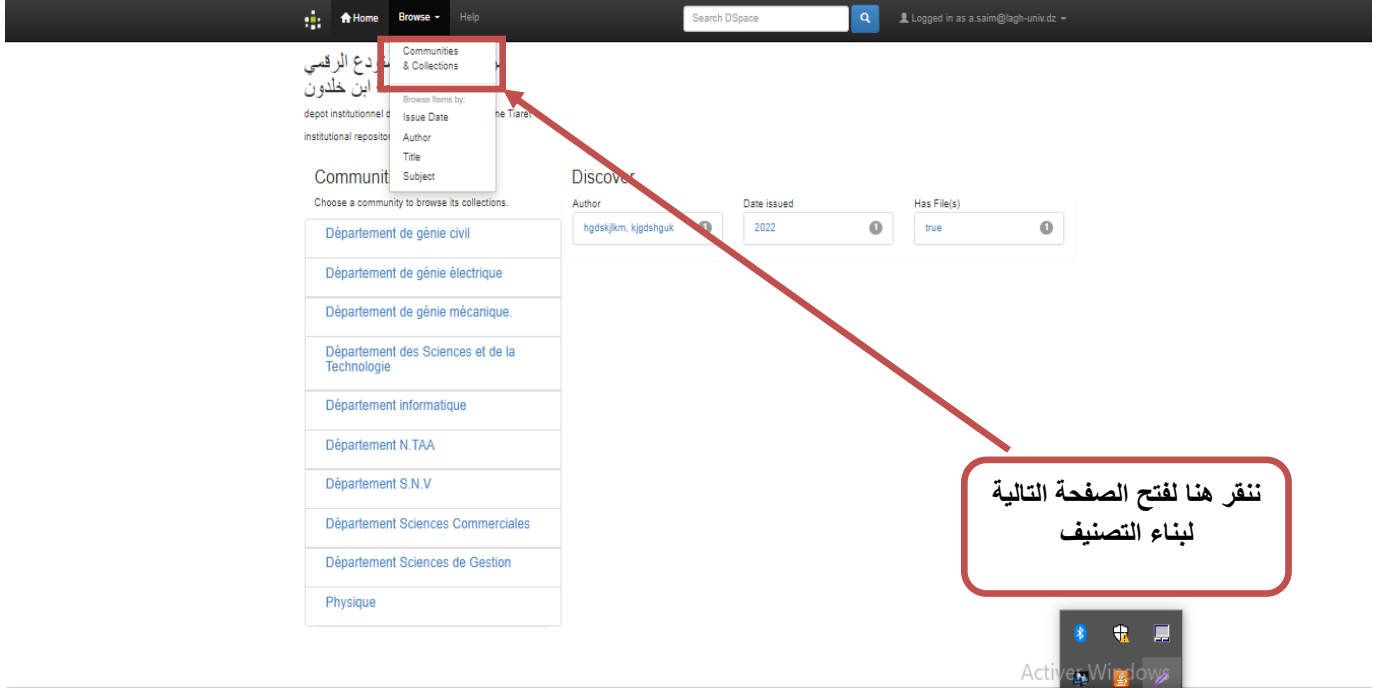 Home Browse Help Search DSpace Logged in as a.saim@lagh-univ.dz
Communities
& Collections
Browse Items by:
Issue Date
Author
Title
Subject
الرقمي
ابن خلدون
depot institutionnel ne Tiaret
institutional
Discover
Choose a community to browse its collections.
Author Date issued Has File(s)
hgdskjlkm, kjgdshguk 1 2022 1 true 1
Département de génie civil
Département de génie électrique
Département de génie mécanique.
Département des Sciences et de la
Technologie
Département informatique
Département N.TAA
Département S.N.V
Département Sciences Commerciales
Département Sciences de Gestion
Physique
ننقر هنا لفتح الصفحة التالية
لبناء التصنيف
Activer Windows